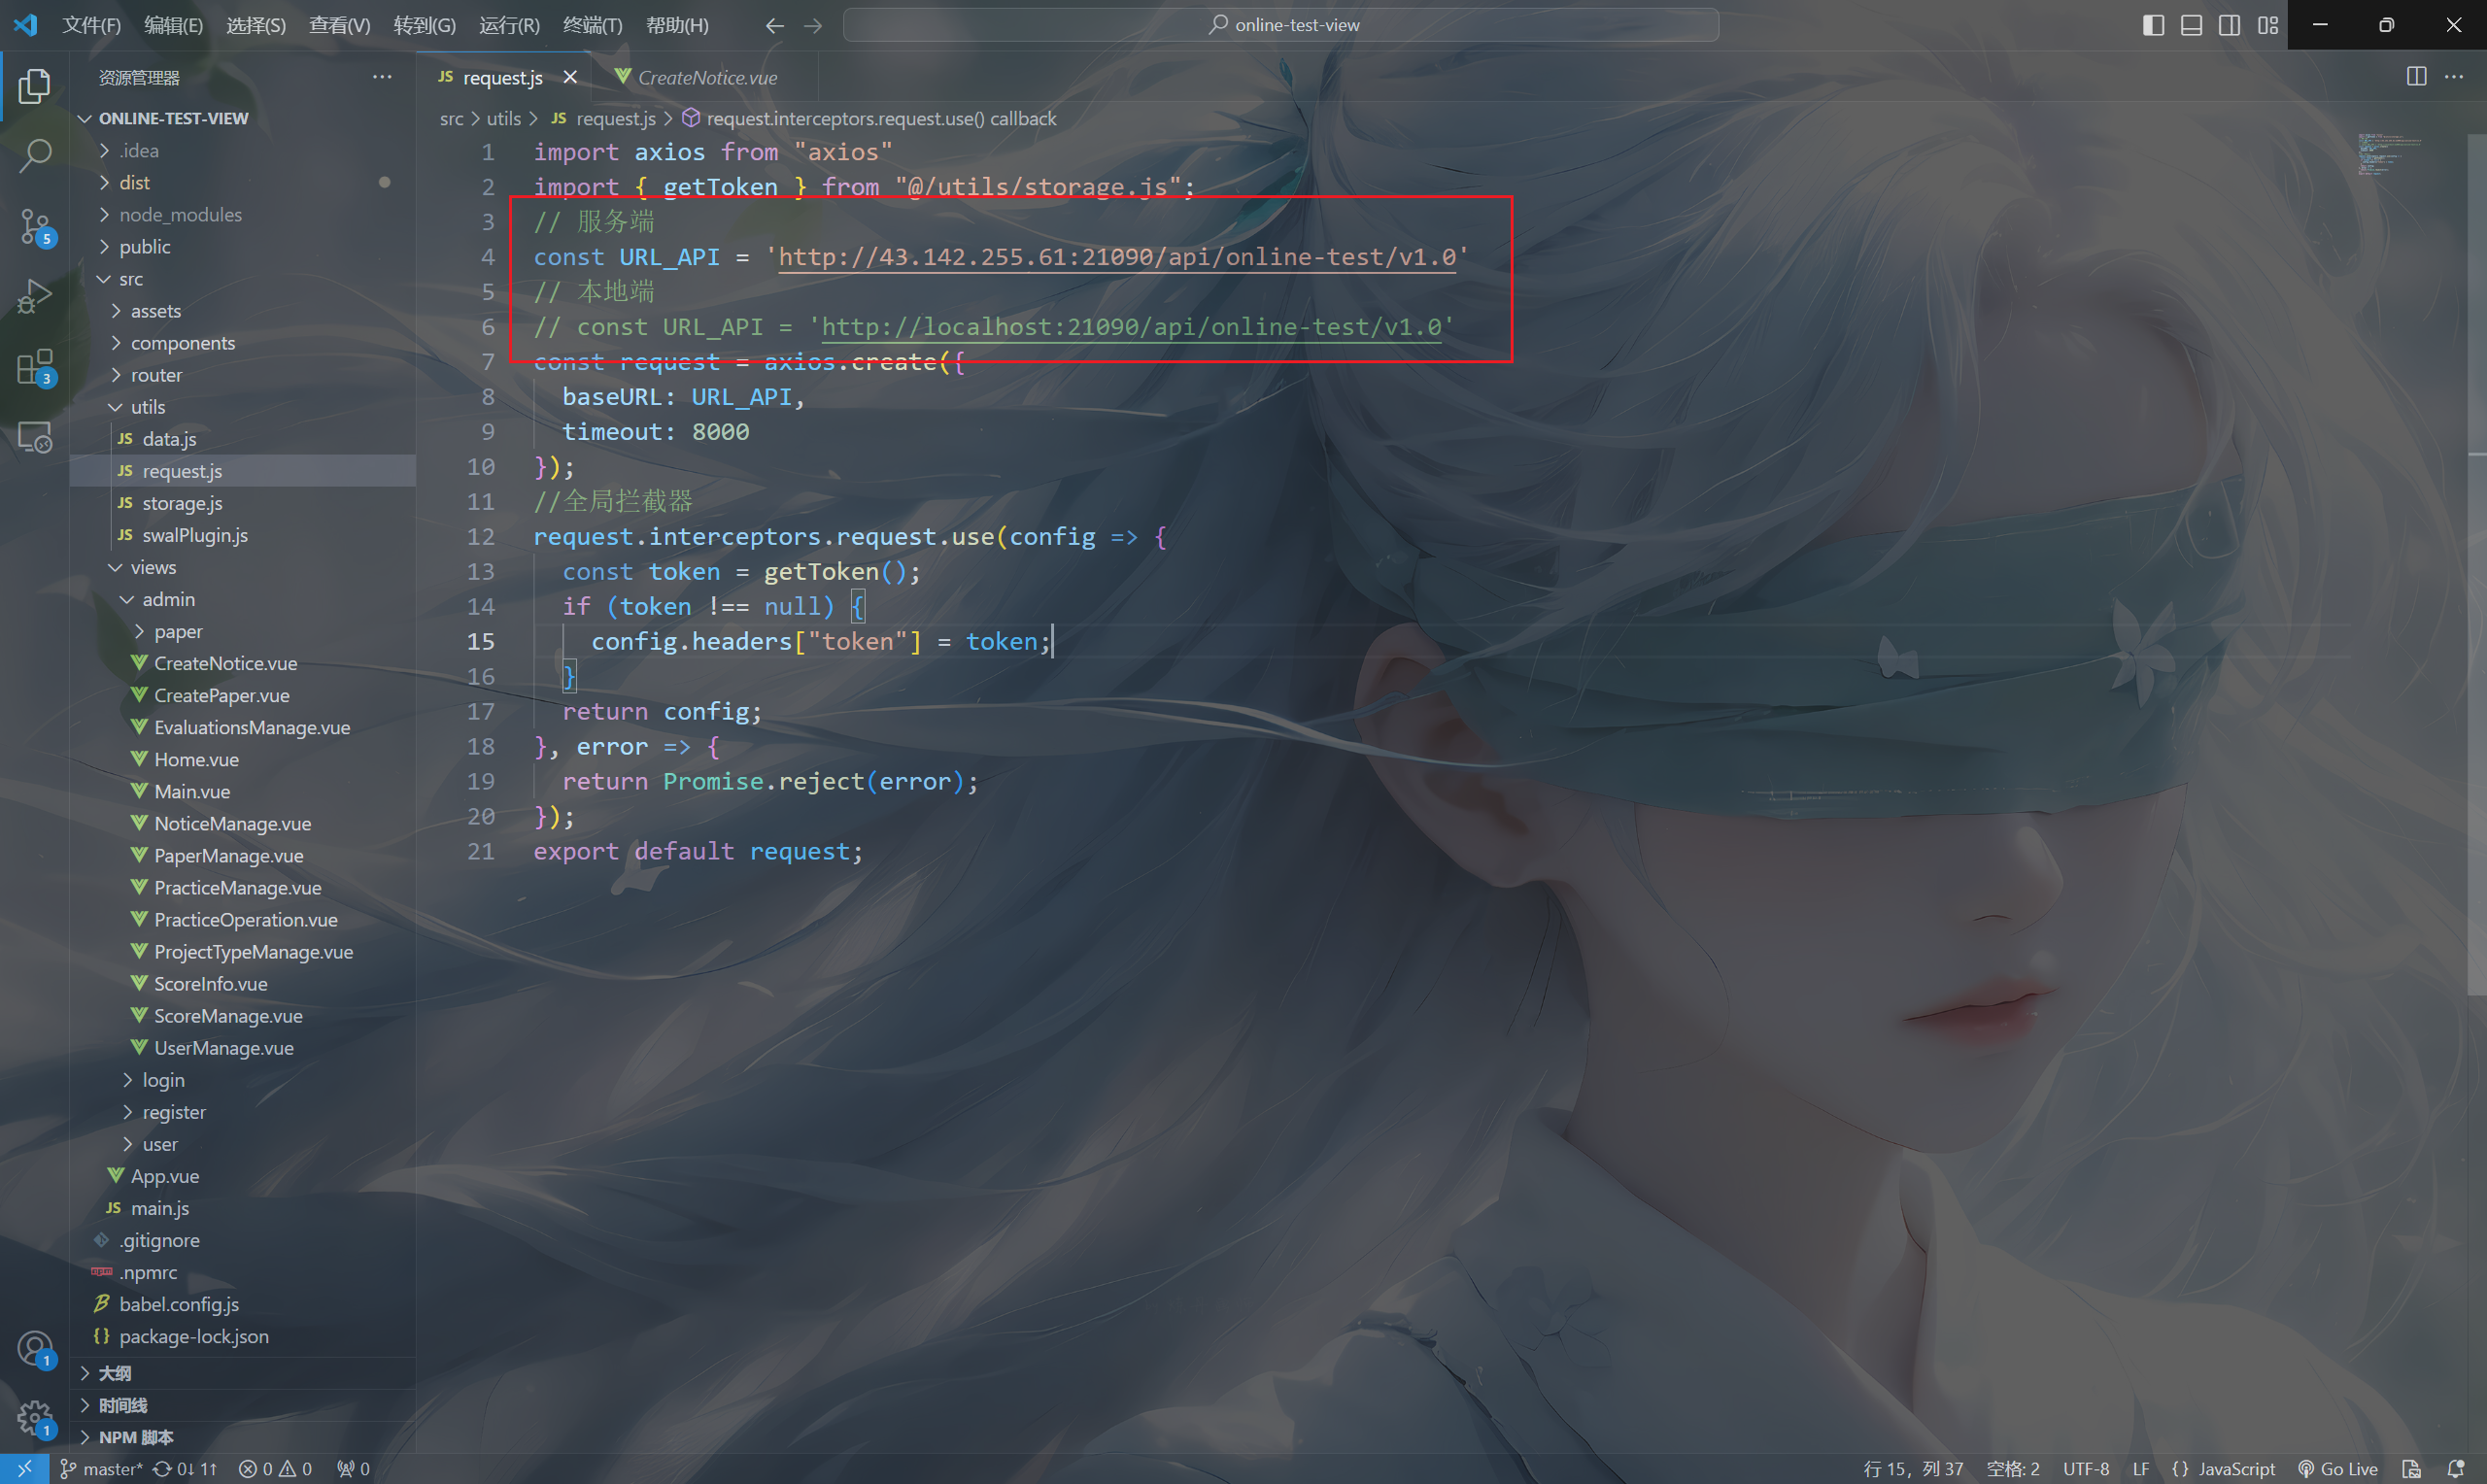 文件(F) 编辑(E) 选择(S) 查看(V) 转到(G) 运行(R) 终端(T) 帮助(H)
online-test-view
资源管理器
ONLINE-TEST-VIEW
.idea
dist
node_modules
public
src
assets
components
router
utils
JS data.js
JS request.js
JS storage.js
JS swalPlugin.js
views
admin
paper
CreateNotice.vue
CreatePaper.vue
EvaluationsManage.vue
Home.vue
Main.vue
NoticeManage.vue
PaperManage.vue
PracticeManage.vue
PracticeOperation.vue
ProjectTypeManage.vue
ScoreInfo.vue
ScoreManage.vue
UserManage.vue
login
register
user
App.vue
JS main.js
.gitignore
.npmrc
babel.config.js
{} package-lock.json
大纲
时间线
NPM 脚本
5
3
1
1
JS request.js CreateNotice.vue
src > utils > JS request.js > request.interceptors.request.use() callback
1 import axios from "axios"
2 import { getToken } from "@/utils/storage.js";
3 // 服务端
4 const URL_API = 'http://43.142.255.61:21090/api/online-test/v1.0'
5 // 本地端
6 // const URL_API = 'http://localhost:21090/api/online-test/v1.0'
7 const request = axios.create({
8 baseURL: URL_API,
9 timeout: 8000
10 });
11 //全局拦截器
12 request.interceptors.request.use(config => {
13 const token = getToken();
14 if (token !== null) {
15 config.headers["token"] = token;
16 }
17 return config;
18 }, error => {
19 return Promise.reject(error);
20 });
21 export default request;
master* 0↓ 1↑ 0 0 0
行 15，列 37 空格: 2 UTF-8 LF {} JavaScript Go Live